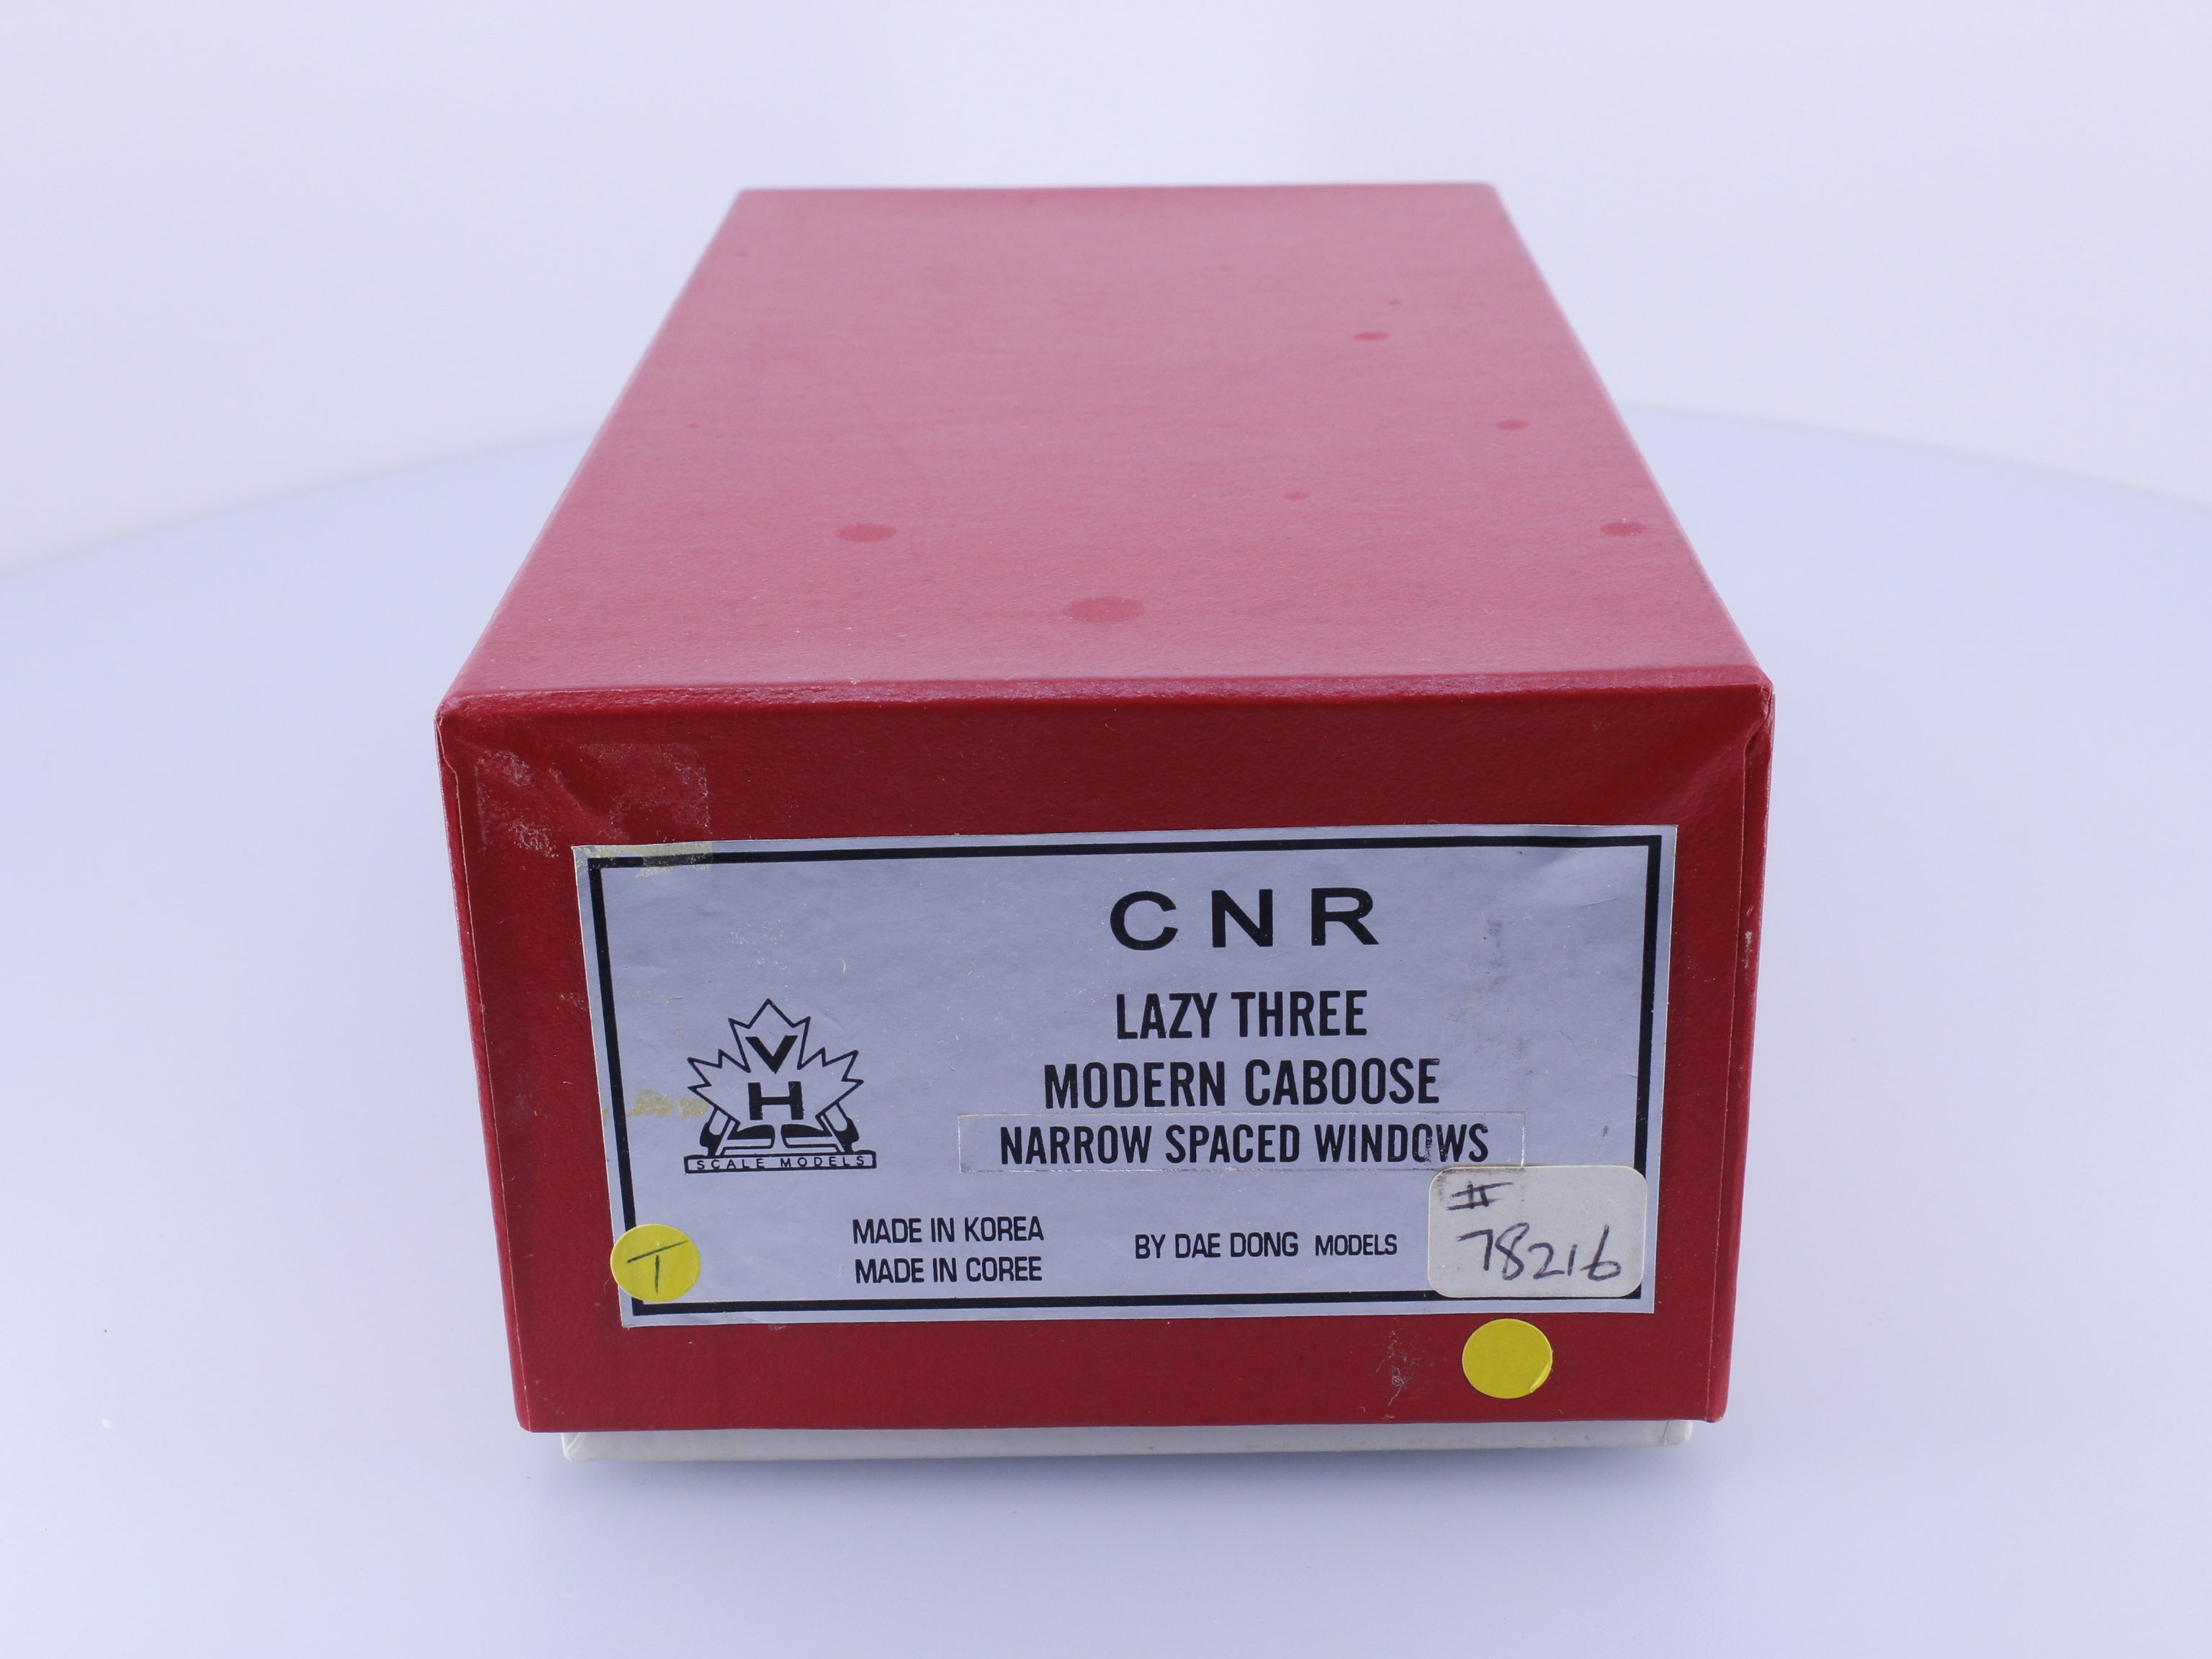 CNR
LAZY THREE
MODERN CABOOSE
NARROW SPACED WINDOWS
V
H
SCALE MODELS
MADE IN KOREA
MADE IN COREE
BY DAE DONG MODELS
#
78216
T